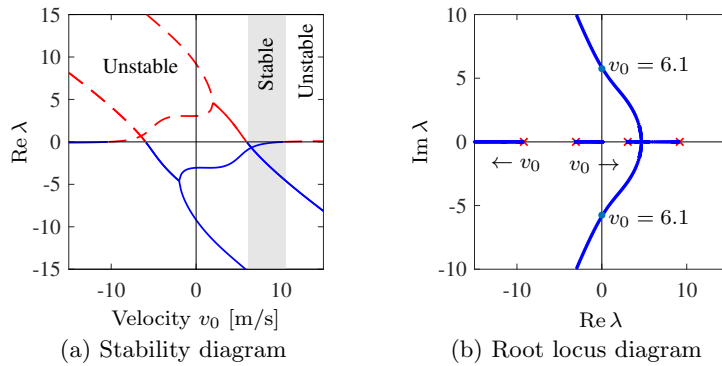 15
10
5
0
-5
-10
-15
Re λ
Unstable
Stable
Unstable
-10
0
10
Velocity v₀ [m/s]
(a) Stability diagram
10
5
0
-5
-10
Im λ
v₀ = 6.1
← v₀
v₀ →
v₀ = 6.1
-10
0
10
Re λ
(b) Root locus diagram